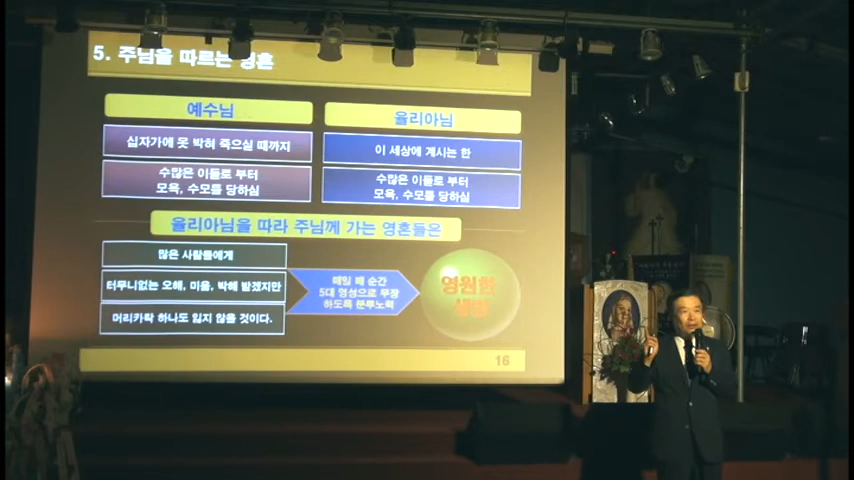 5. 주님을 따르는 영혼
예수님
율리아님
십자가에 못 박혀 죽으실 때까지
이 세상에 계시는 한
수많은 이들로 부터
모욕, 수모를 당하심
수많은 이들로 부터
모욕, 수모를 당하심
율리아님을 따라 주님께 가는 영혼들은
많은 사람들에게
터무니없는 오해, 미움, 박해 받겠지만
머리카락 하나도 잃지 않을 것이다.
매일 매 순간
5대 영성으로 무장
하도록 분투노력
영원한
생명
16